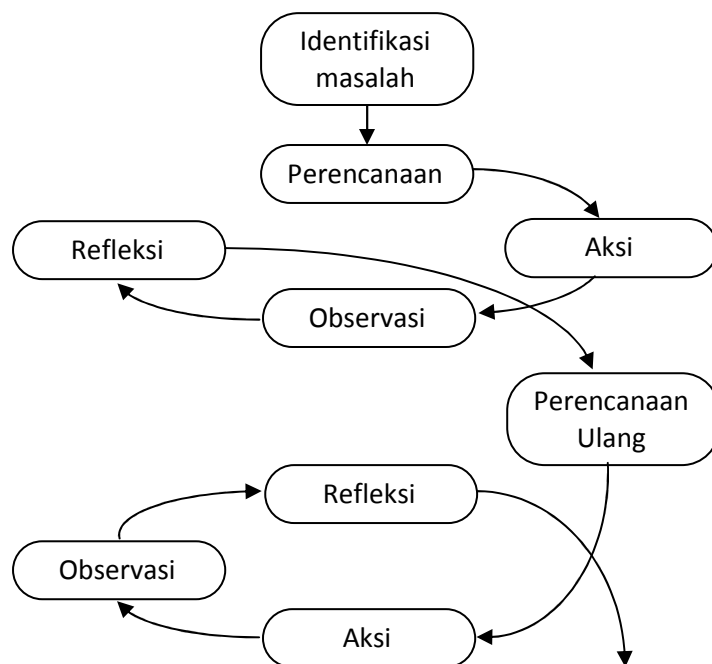 Identifikasi
masalah
Perencanaan
Aksi
Refleksi
Observasi
Perencanaan
Ulang
Refleksi
Observasi
Aksi